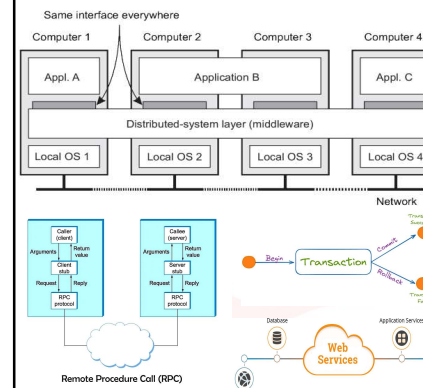 Same interface everywhere
Computer 1 Computer 2 Computer 3 Computer 4
Appl. A Application B Appl. C
Distributed-system layer (middleware)
Local OS 1 Local OS 2 Local OS 3 Local OS 4
Network
Caller
(client)
Arguments Return
value
Client
stub
Request Reply
RPC
protocol
Callee
(server)
Arguments Return
value
Server
stub
Request Reply
RPC
protocol
Remote Procedure Call (RPC)
Begin Transaction Commit
Rollback
Database Application Services
Web
Services